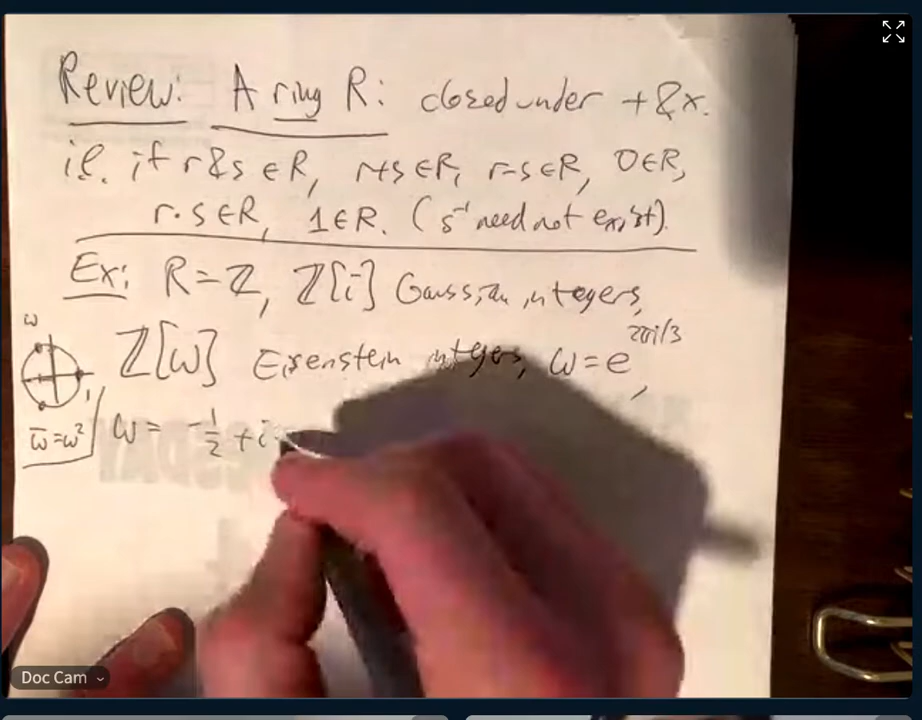 Review: A ring R: closed under + & x.
i.e. if r & s ∈ R, r+s ∈ R, r-s ∈ R, 0 ∈ R,
r·s ∈ R, 1 ∈ R. (s⁻¹ need not exist).
Ex: R = ℤ, ℤ[i] Gaussian integers,
ω
ℤ[ω] Eisenstein integers, ω = e^{2πi/3},
1
ω̄ = ω²
ω = -1/2 + i
Doc Cam